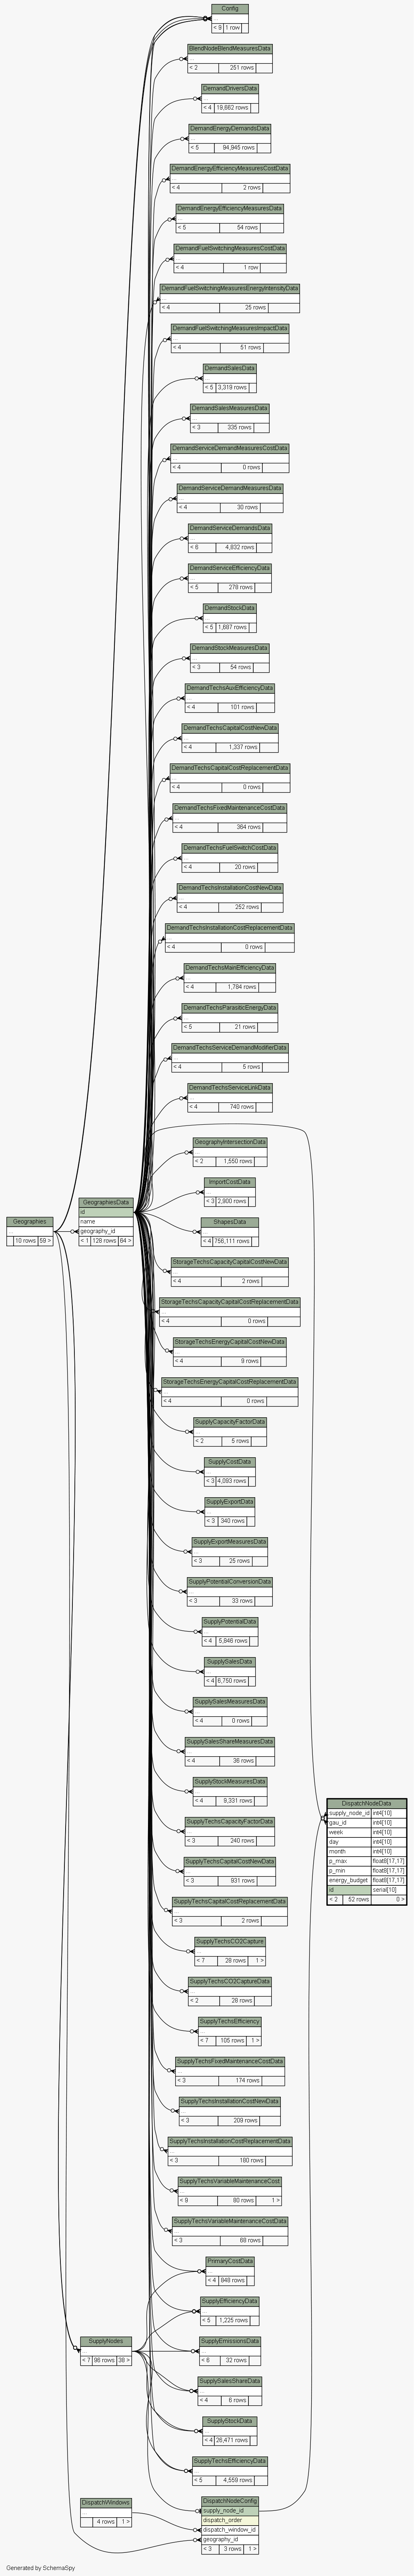 Config
...
< 9 1 row
BlendNodeBlendMeasuresData
...
< 2 251 rows
DemandDriversData
...
< 4 19,662 rows
DemandEnergyDemandsData
...
< 5 94,945 rows
DemandEnergyEfficiencyMeasuresCostData
...
< 4 2 rows
DemandEnergyEfficiencyMeasuresData
...
< 5 54 rows
DemandFuelSwitchingMeasuresCostData
...
< 4 1 row
DemandFuelSwitchingMeasuresEnergyIntensityData
...
< 4 25 rows
DemandFuelSwitchingMeasuresImpactData
...
< 4 51 rows
DemandSalesData
...
< 5 3,319 rows
DemandSalesMeasuresData
...
< 3 335 rows
DemandServiceDemandMeasuresCostData
...
< 4 0 rows
DemandServiceDemandMeasuresData
...
< 4 30 rows
DemandServiceDemandsData
...
< 6 4,832 rows
DemandServiceEfficiencyData
...
< 5 278 rows
DemandStockData
...
< 5 1,687 rows
DemandStockMeasuresData
...
< 3 54 rows
DemandTechsAuxEfficiencyData
...
< 4 101 rows
DemandTechsCapitalCostNewData
...
< 4 1,337 rows
DemandTechsCapitalCostReplacementData
...
< 4 0 rows
DemandTechsFixedMaintenanceCostData
...
< 4 364 rows
DemandTechsFuelSwitchCostData
...
< 4 20 rows
DemandTechsInstallationCostNewData
...
< 4 252 rows
DemandTechsInstallationCostReplacementData
...
< 4 0 rows
DemandTechsMainEfficiencyData
...
< 4 1,784 rows
DemandTechsParasiticEnergyData
...
< 5 21 rows
DemandTechsServiceDemandModifierData
...
< 4 5 rows
DemandTechsServiceLinkData
...
< 4 740 rows
GeographyIntersectionData
...
< 2 1,550 rows
ImportCostData
...
< 3 2,900 rows
Geographies
...
10 rows 59 >
GeographiesData
id
name
geography_id
< 1 128 rows 64 >
ShapesData
...
< 4 756,111 rows
StorageTechsCapacityCapitalCostNewData
...
< 4 2 rows
StorageTechsCapacityCapitalCostReplacementData
...
< 4 0 rows
StorageTechsEnergyCapitalCostNewData
...
< 4 9 rows
StorageTechsEnergyCapitalCostReplacementData
...
< 4 0 rows
SupplyCapacityFactorData
...
< 2 5 rows
SupplyCostData
...
< 3 4,093 rows
SupplyExportData
...
< 3 340 rows
SupplyExportMeasuresData
...
< 3 25 rows
SupplyPotentialConversionData
...
< 3 33 rows
SupplyPotentialData
...
< 4 5,846 rows
SupplySalesData
...
< 4 6,750 rows
SupplySalesMeasuresData
...
< 4 0 rows
SupplySalesShareMeasuresData
...
< 4 36 rows
SupplyStockMeasuresData
...
< 4 9,331 rows
DispatchNodeData
supply_node_id int4[10]
gau_id int4[10]
week int4[10]
day int4[10]
month int4[10]
p_max float8[17,17]
p_min float8[17,17]
energy_budget float8[17,17]
id serial[10]
< 2 52 rows 0 >
SupplyTechsCapacityFactorData
...
< 3 240 rows
SupplyTechsCapitalCostNewData
...
< 3 931 rows
SupplyTechsCapitalCostReplacementData
...
< 3 2 rows
SupplyTechsCO2Capture
...
< 7 28 rows 1 >
SupplyTechsCO2CaptureData
...
< 2 28 rows
SupplyTechsEfficiency
...
< 7 105 rows 1 >
SupplyTechsFixedMaintenanceCostData
...
< 3 174 rows
SupplyTechsInstallationCostNewData
...
< 3 209 rows
SupplyTechsInstallationCostReplacementData
...
< 3 180 rows
SupplyTechsVariableMaintenanceCost
...
< 9 80 rows 1 >
SupplyTechsVariableMaintenanceCostData
...
< 3 68 rows
PrimaryCostData
...
< 4 848 rows
SupplyEfficiencyData
...
< 5 1,225 rows
SupplyNodes
...
< 7 96 rows 38 >
SupplyEmissionsData
...
< 6 32 rows
SupplySalesShareData
...
< 4 6 rows
SupplyStockData
...
< 4 26,471 rows
SupplyTechsEfficiencyData
...
< 5 4,559 rows
DispatchWindows
...
4 rows 1 >
DispatchNodeConfig
supply_node_id
dispatch_order
dispatch_window_id
geography_id
< 3 3 rows 1 >
Generated by SchemaSpy